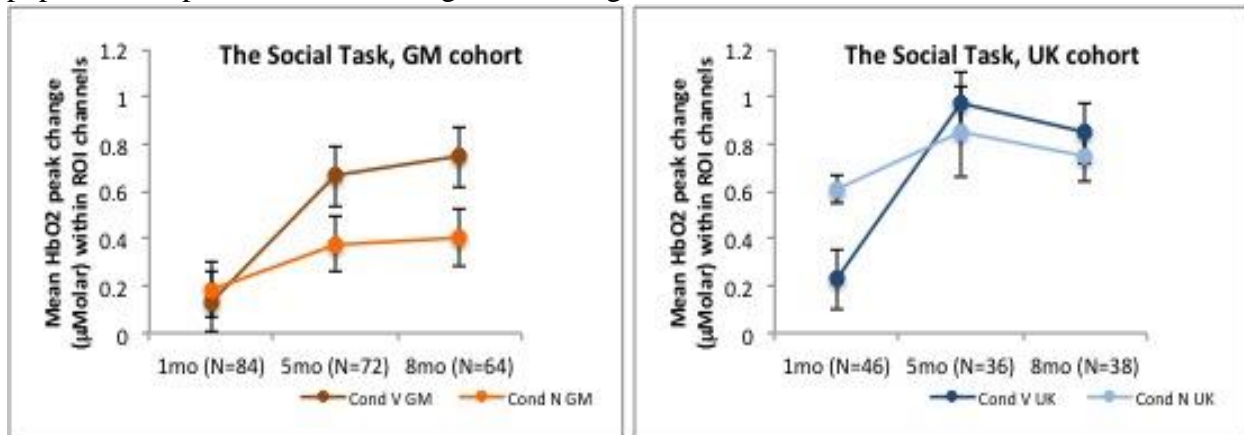 The Social Task, GM cohort
Mean HbO2 peak change
(µMolar) within ROI channels
1.2
1
0.8
0.6
0.4
0.2
0
1mo (N=84) 5mo (N=72) 8mo (N=64)
Cond V GM Cond N GM
The Social Task, UK cohort
Mean HbO2 peak change
(µMolar) within ROI channels
1.2
1
0.8
0.6
0.4
0.2
0
1mo (N=46) 5mo (N=36) 8mo (N=38)
Cond V UK Cond N UK